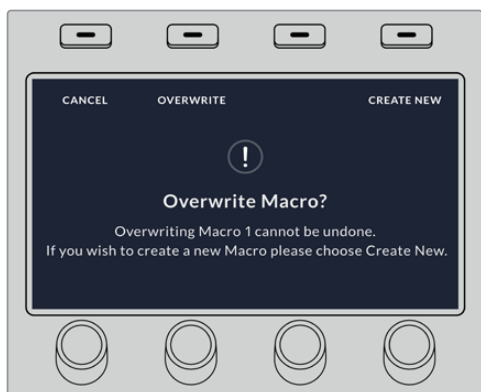 CANCEL OVERWRITE CREATE NEW
!
Overwrite Macro?
Overwriting Macro 1 cannot be undone.
If you wish to create a new Macro please choose Create New.